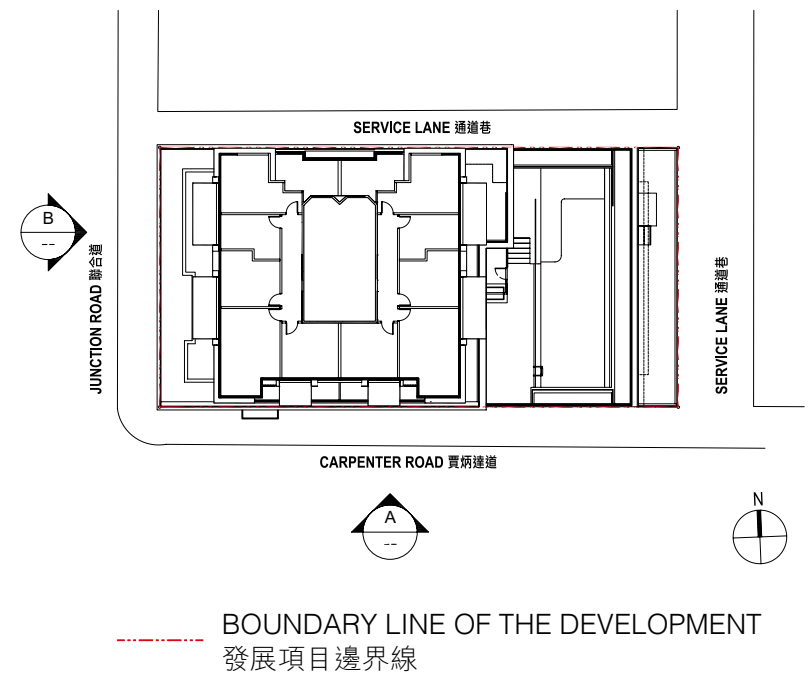 SERVICE LANE 通道巷
B
--
JUNCTION ROAD 聯合道
SERVICE LANE 通道巷
CARPENTER ROAD 賈炳達道
A
--
N
BOUNDARY LINE OF THE DEVELOPMENT
發展項目邊界線